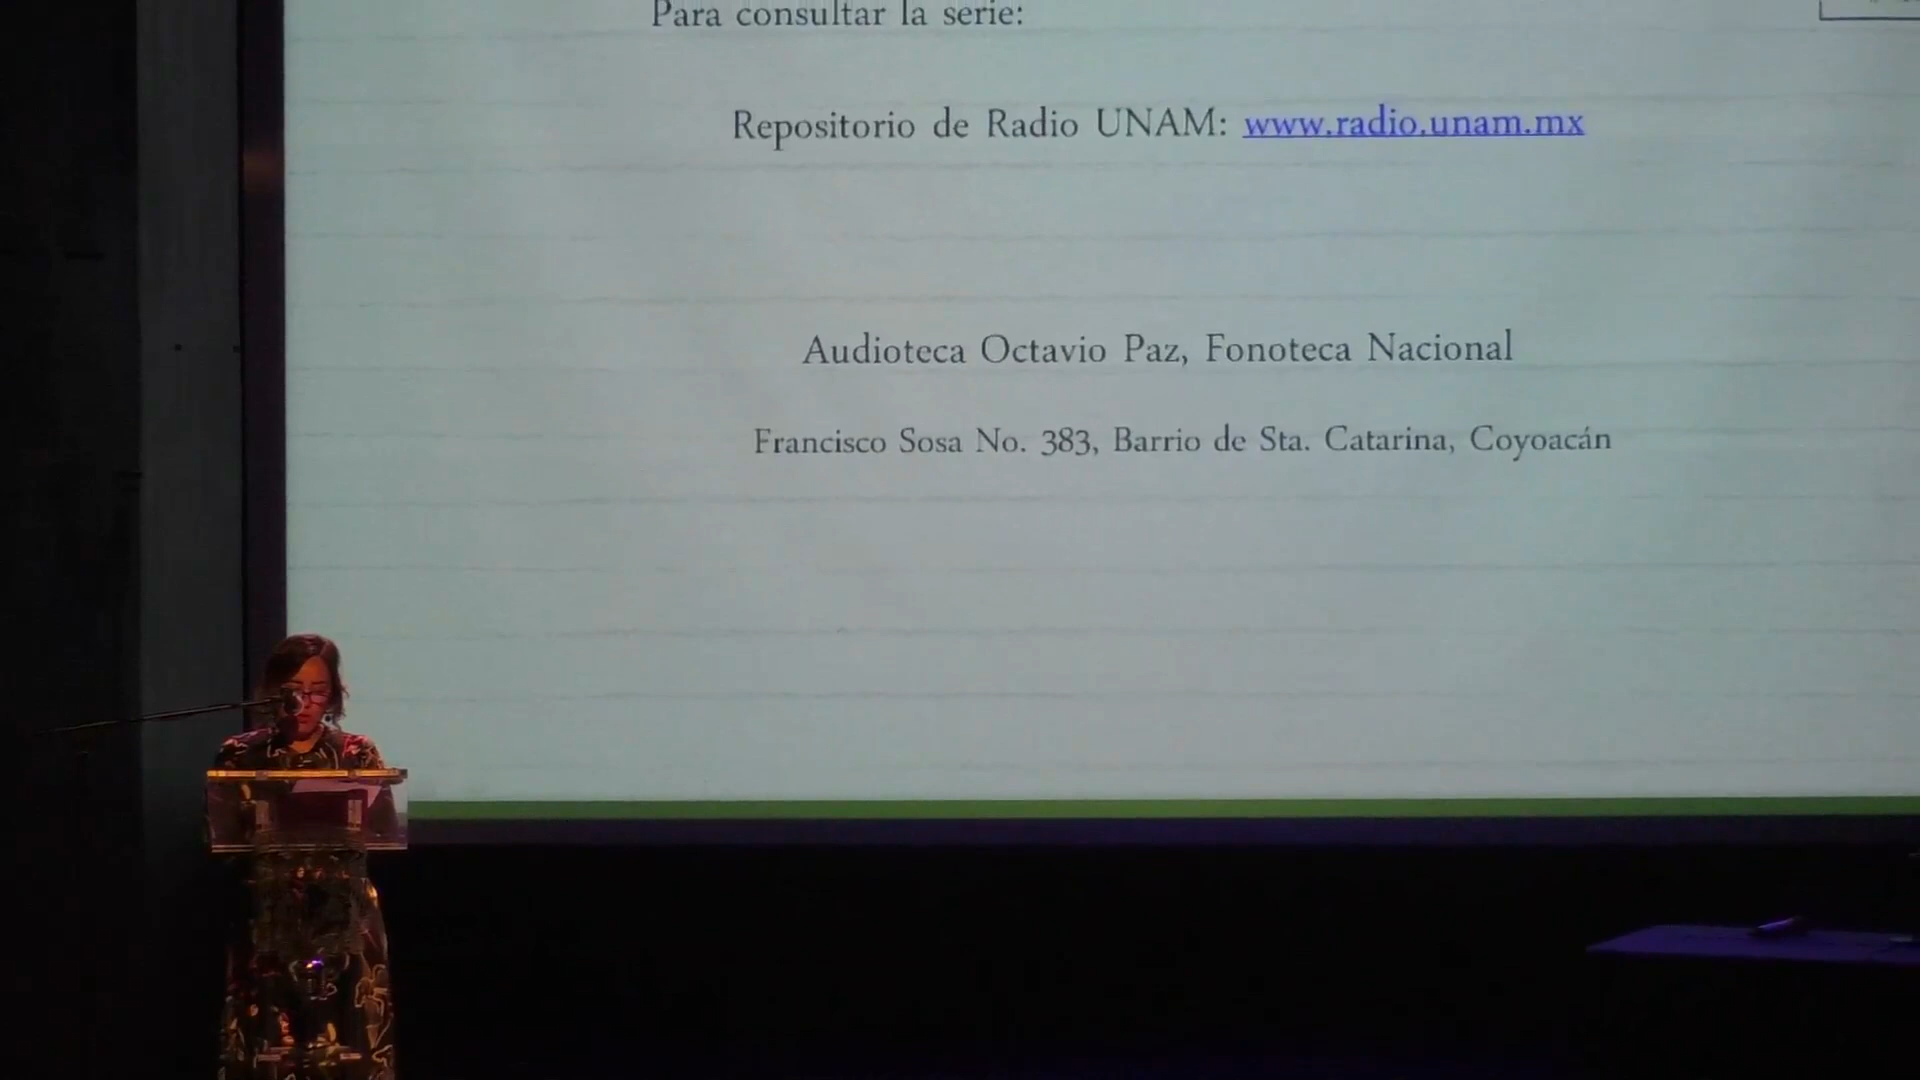 Para consultar la serie:
Repositorio de Radio UNAM: www.radio.unam.mx
Audioteca Octavio Paz, Fonoteca Nacional
Francisco Sosa No. 383, Barrio de Sta. Catarina, Coyoacán